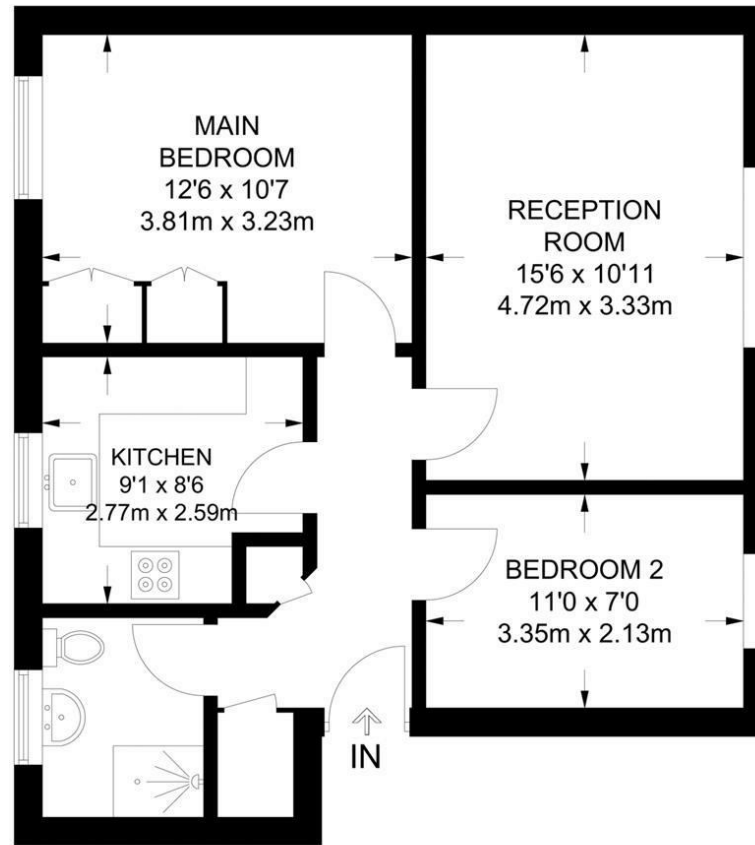 MAIN
BEDROOM
12'6 x 10'7
3.81m x 3.23m
RECEPTION
ROOM
15'6 x 10'11
4.72m x 3.33m
KITCHEN
9'1 x 8'6
2.77m x 2.59m
BEDROOM 2
11'0 x 7'0
3.35m x 2.13m
IN